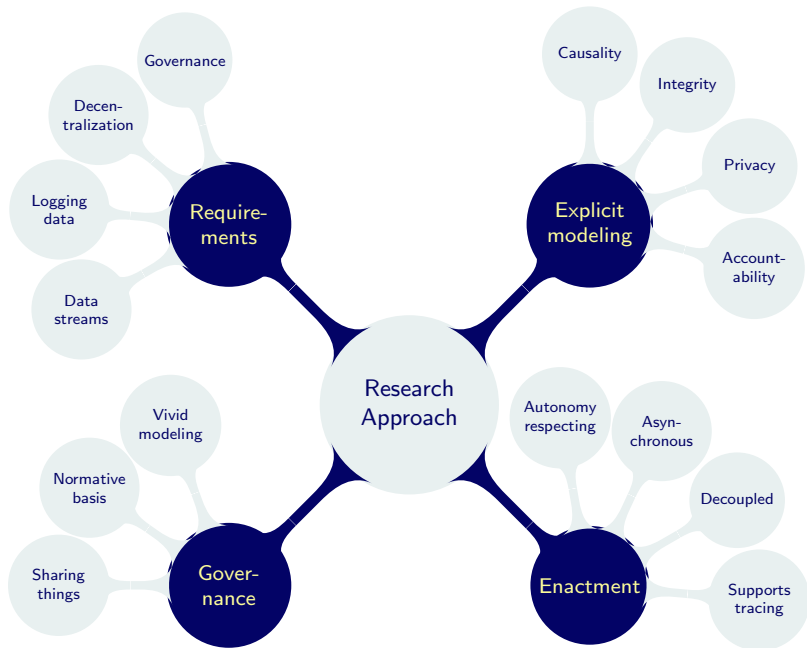 Governance
Decen-
tralization
Logging
data
Data
streams
Require-
ments
Causality
Integrity
Privacy
Account-
ability
Explicit
modeling
Research
Approach
Vivid
modeling
Normative
basis
Sharing
things
Gover-
nance
Autonomy
respecting
Asyn-
chronous
Decoupled
Supports
tracing
Enactment